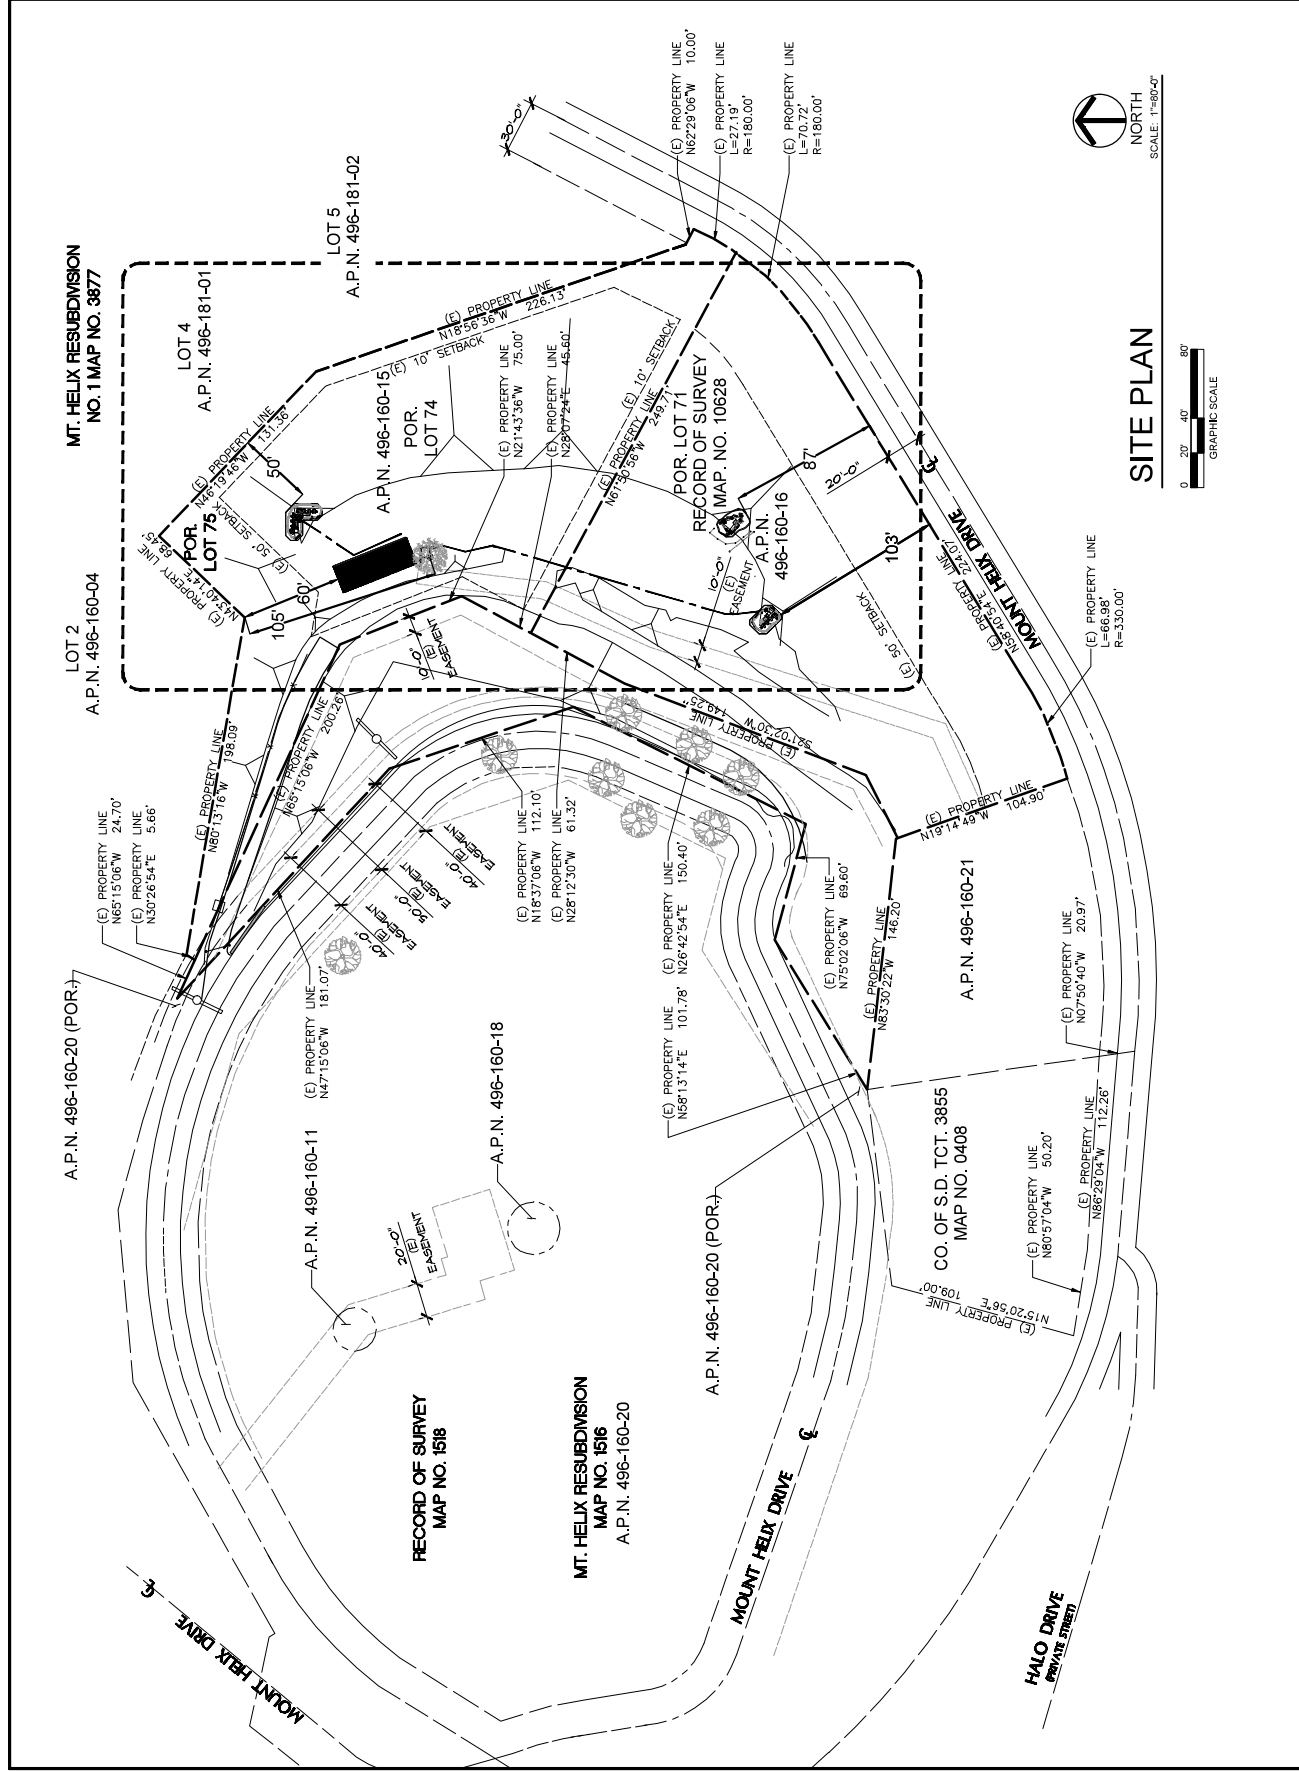 MT. HELIX RESUBDIVISION
NO. 1 MAP NO. 3877
LOT 2
A.P.N. 496-160-04
LOT 4
A.P.N. 496-181-01
LOT 5
A.P.N. 496-181-02
(E) PROPERTY LINE
N62°29'06"W 10.00'
(E) PROPERTY LINE
L=27.19'
R=180.00'
(E) PROPERTY LINE
L=70.72'
R=180.00'
30'-0"
(E) PROPERTY LINE
N18°56'36"W 226.13'
(E) 10' SETBACK
(E) PROPERTY LINE
N46°19'46"W 131.36'
50'
(E) 50' SETBACK
(E) PROPERTY LINE
N43°40'14"E 68.45'
POR.
LOT 75
105'
60'
A.P.N. 496-160-15
POR.
LOT 74
(E) PROPERTY LINE
N21°43'36"W 75.00'
(E) PROPERTY LINE
N28°07'24"E 45.60'
(E) 10' SETBACK
(E) PROPERTY LINE
N61°50'56"W 249.71'
POR. LOT 71
RECORD OF SURVEY
MAP. NO. 10628
A.P.N.
496-160-16
87'
20'-0"
103'
10'-0"
(E)
EASEMENT
10'-0"
(E)
EASEMENT
(E) 50' SETBACK
(E) PROPERTY LINE
N58°40'54"E 224.07'
MOUNT HELIX DRIVE
(E) PROPERTY LINE
L=66.98'
R=330.00'
(E) PROPERTY LINE
N80°13'16"W 198.09'
(E) PROPERTY LINE
N65°15'06"W 200.26'
(E) PROPERTY LINE
N65°15'06"W 24.70'
(E) PROPERTY LINE
N30°26'54"E 5.66'
(E) PROPERTY LINE
S21°02'30"W 149.25'
(E) PROPERTY LINE
N18°37'06"W 112.10'
(E) PROPERTY LINE
N28°12'30"W 61.32'
40'-0"
(E)
EASEMENT
50'-0"
(E)
EASEMENT
40'-0"
(E)
EASEMENT
(E) PROPERTY LINE
N47°15'06"W 181.07'
(E) PROPERTY LINE
N26°42'54"E 150.40'
(E) PROPERTY LINE
N58°13'14"E 101.78'
(E) PROPERTY LINE
N75°02'06"W 69.60'
(E) PROPERTY LINE
N83°30'22"W 146.20'
(E) PROPERTY LINE
N19°14'49"W 104.90'
A.P.N. 496-160-21
(E) PROPERTY LINE
N07°50'40"W 20.97'
A.P.N. 496-160-20 (POR.)
A.P.N. 496-160-18
A.P.N. 496-160-11
20'-0"
(E)
EASEMENT
A.P.N. 496-160-20 (POR.)
CO. OF S.D. TCT. 3855
MAP NO. 0408
(E) PROPERTY LINE
N86°29'04"W 112.26'
(E) PROPERTY LINE
N80°57'04"W 50.20'
(E) PROPERTY LINE
N15°20'56"E 109.00'
RECORD OF SURVEY
MAP NO. 1518
MT. HELIX RESUBDIVISION
MAP NO. 1516
A.P.N. 496-160-20
MOUNT HELIX DRIVE
MOUNT HELIX DRIVE
HALO DRIVE
(PRIVATE STREET)
NORTH
SCALE: 1"=80'-0"
SITE PLAN
0 20' 40' 80'
GRAPHIC SCALE